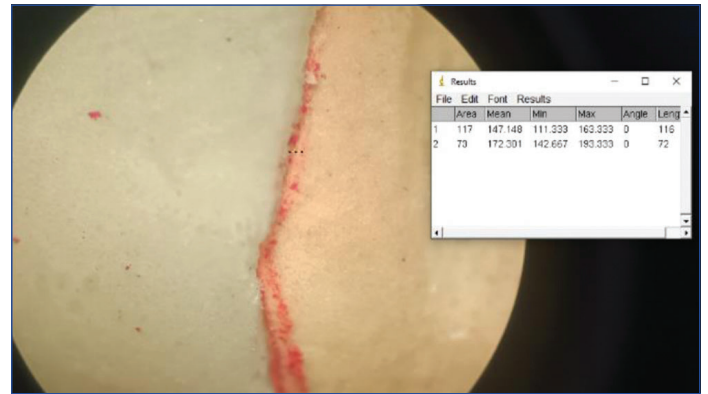 Results
File Edit Font Results
Area Mean Min Max Angle Leng
1 117 147.148 111.333 163.333 0 116
2 73 172.301 142.667 193.333 0 72